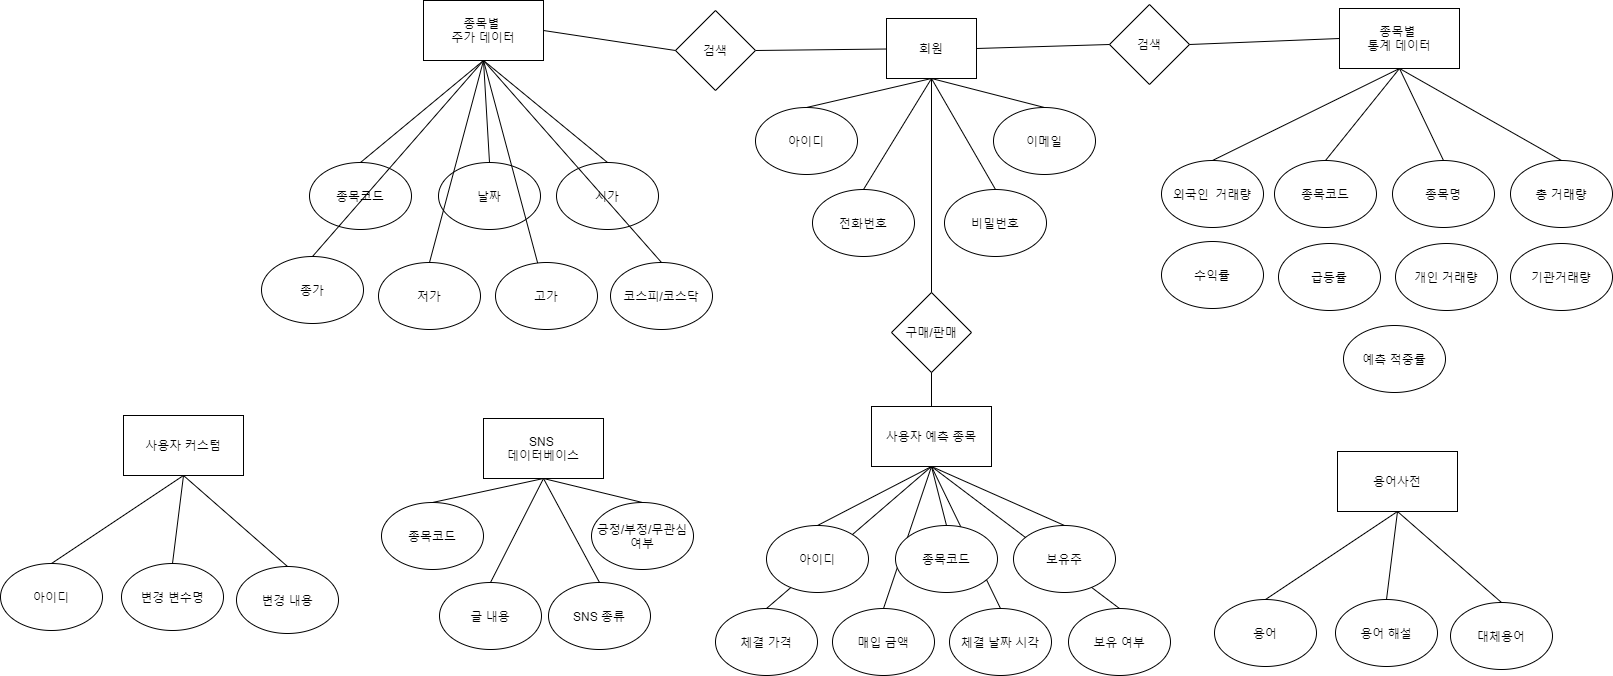 종목별
주가 데이터
검색
회원
검색
종목별
통계 데이터
아이디
이메일
종목코드
날짜
시가
전화번호
비밀번호
외국인 거래량
종목코드
종목명
총 거래량
종가
저가
고가
코스피/코스닥
수익률
급등률
개인 거래량
기관거래량
구매/판매
예측 적중률
사용자 커스텀
SNS
데이터베이스
사용자 예측 종목
용어사전
종목코드
긍정/부정/무관심
여부
아이디
종목코드
보유주
아이디
변경 변수명
변경 내용
글 내용
SNS 종류
체결 가격
매입 금액
체결 날짜 시각
보유 여부
용어
용어 해설
대체용어